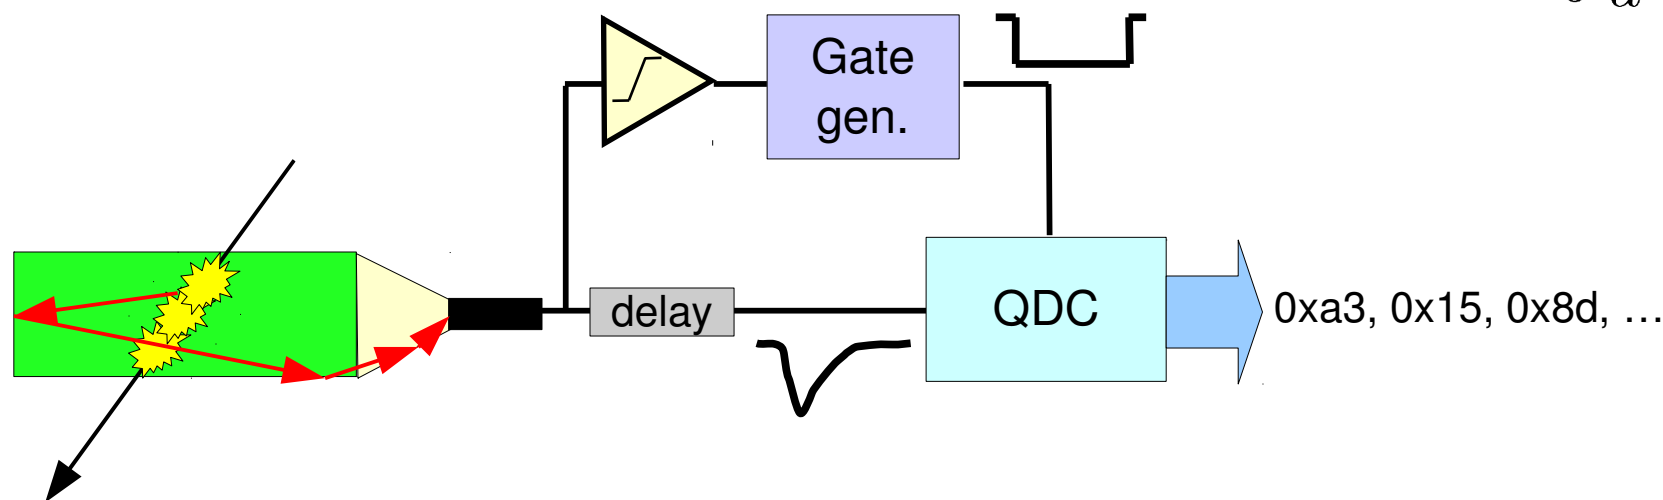 Gate
gen.
delay
QDC
0xa3, 0x15, 0x8d, …